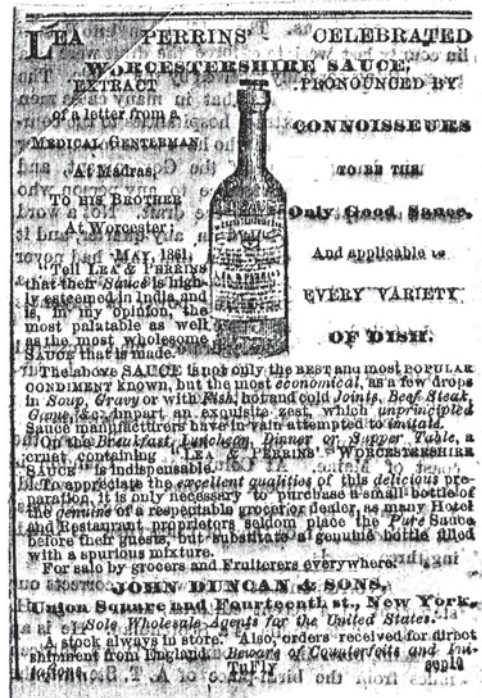 LEA & PERRINS' CELEBRATED
WORCESTERSHIRE SAUCE,
EXTRACT
of a letter from a
MEDICAL GENTLEMAN
At Madras,
TO HIS BROTHER
At Worcester;
MAY, 1861.
"Tell LEA & PERRINS
that their Sauce is high-
ly esteemed in India, and
is, in my opinion, the
most palatable as well
as the most wholesome
SAUCE that is made."
PRONOUNCED BY
CONNOISSEURS
TO BE THE
Only Good Sauce,
And applicable to
EVERY VARIETY
OF DISH.
LEA & PERRINS
The above SAUCE is not only the BEST and most POPULAR
CONDIMENT known, but the most economical, as a few drops
in Soup, Gravy or with Fish, hot and cold Joints, Beef Steak,
Game, &c., impart an exquisite zest, which unprincipled
Sauce manufacturers have in vain attempted to imitate.
On the Breakfast, Luncheon, Dinner or Supper Table, a
cruet containing "LEA & PERRINS' WORCESTERSHIRE
SAUCE" is indispensable.
To appreciate the excellent qualities of this delicious pre-
paration, it is only necessary to purchase a small bottle of
the genuine of a respectable grocer or dealer, as many Hotel
and Restaurant proprietors seldom place the Pure Sauce
before their guests, but substitute a genuine bottle filled
with a spurious mixture.
For sale by grocers and Fruiterers everywhere.
JOHN DUNCAN & SONS,
Union Square and Fourteenth st., New York,
Sole Wholesale Agents for the United States.
A stock always in store. Also, orders received for direct
shipment from England. Beware of Counterfeits and Imi-
tations.
TuFly